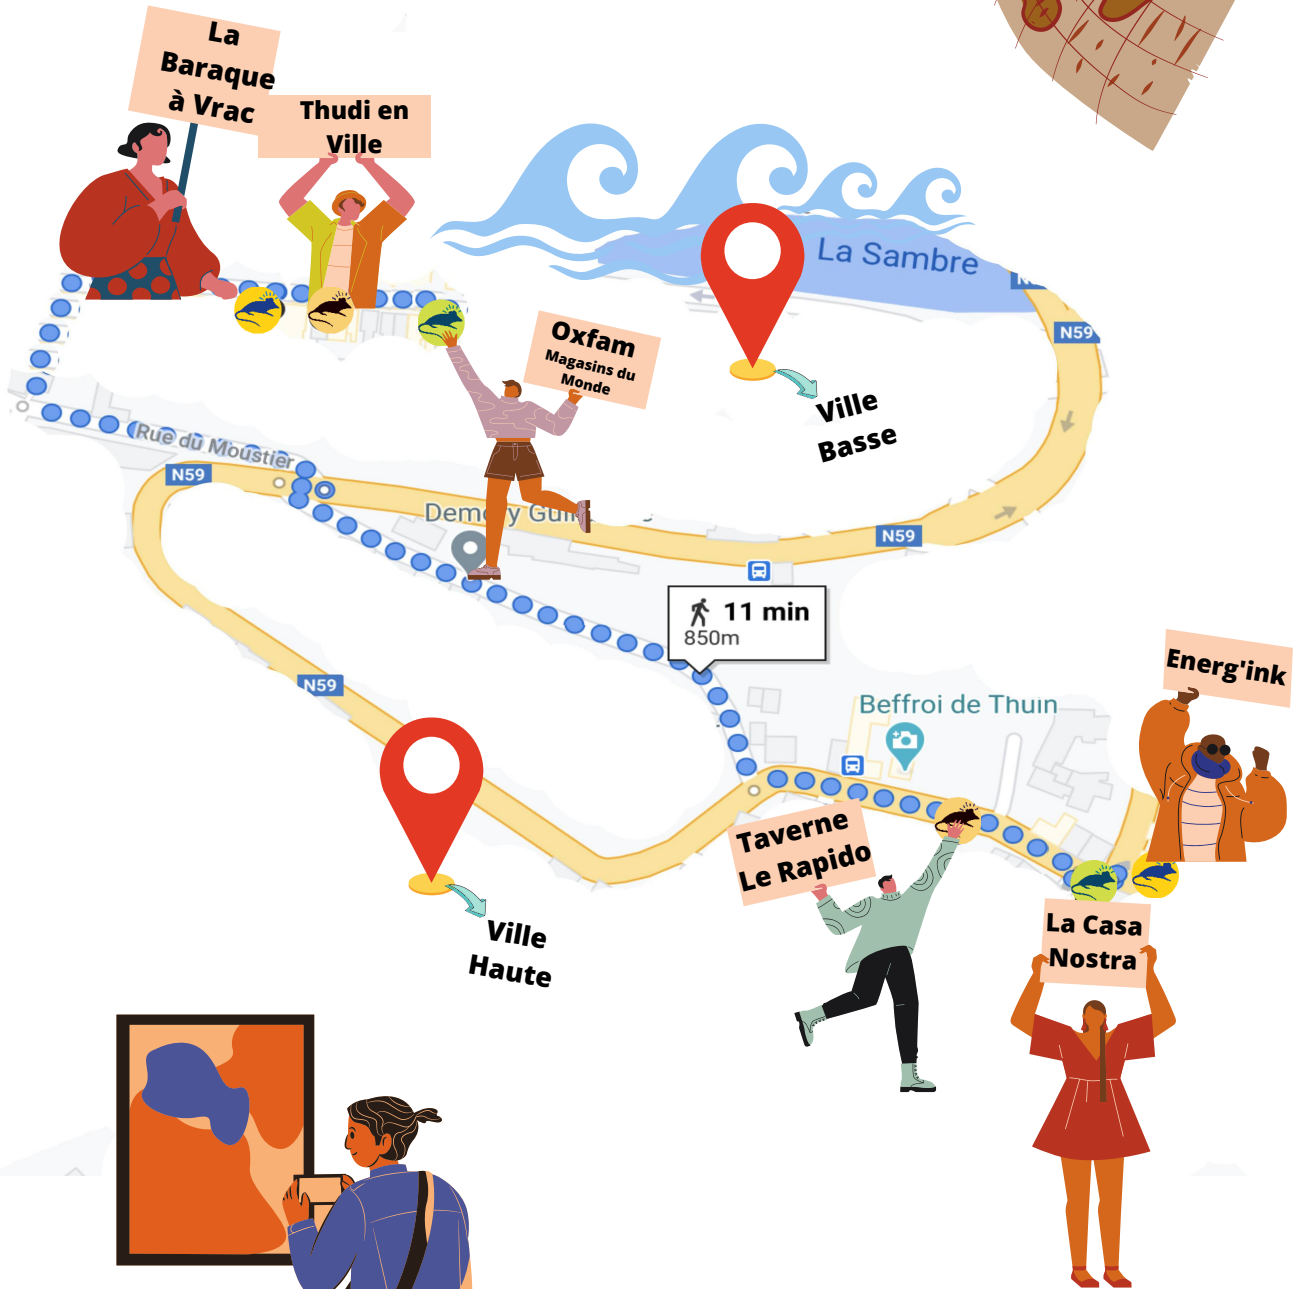 La
Baraque
à Vrac
Thudi en
Ville
La Sambre
N59
Oxfam
Magasins du
Monde
Ville
Basse
Rue du Moustier
N59
N59
11 min
850m
Energ'ink
N59
Beffroi de Thuin
Taverne
Le Rapido
La Casa
Nostra
Ville
Haute